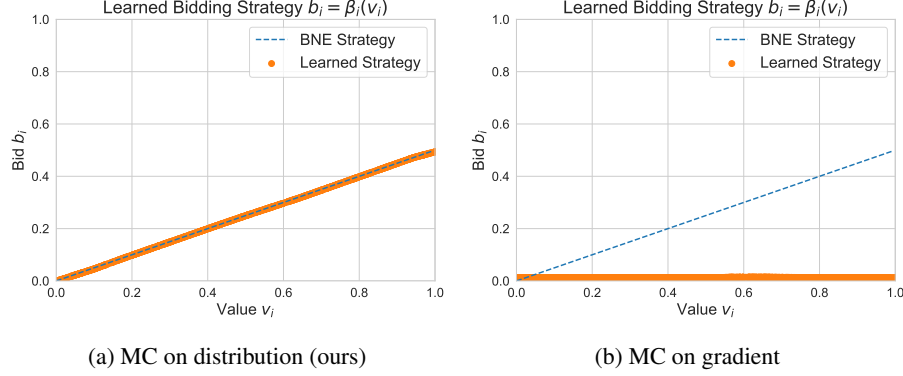 Learned Bidding Strategy b_i = β_i(v_i)
1.0
0.8
0.6
0.4
0.2
0.0
Bid b_i
BNE Strategy
Learned Strategy
0.0 0.2 0.4 0.6 0.8 1.0
Value v_i
(a) MC on distribution (ours)
Learned Bidding Strategy b_i = β_i(v_i)
1.0
0.8
0.6
0.4
0.2
0.0
Bid b_i
BNE Strategy
Learned Strategy
0.0 0.2 0.4 0.6 0.8 1.0
Value v_i
(b) MC on gradient